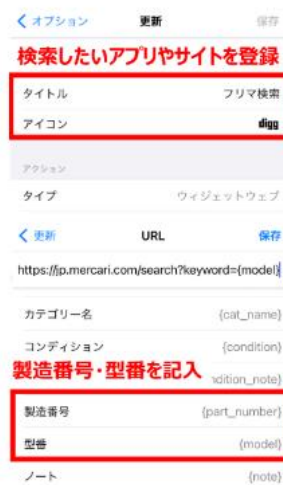 オプション 更新 保存
検索したいアプリやサイトを登録
タイトル フリマ検索
アイコン digg
アクション
タイプ ウィジェットウェブ
更新 URL 保存
https://jp.mercari.com/search?keyword={model}
カテゴリー名 {cat_name}
コンディション {condition}
製造番号・型番を記入 ndition_note}
製造番号 {part_number}
型番 {model}
ノート {note}